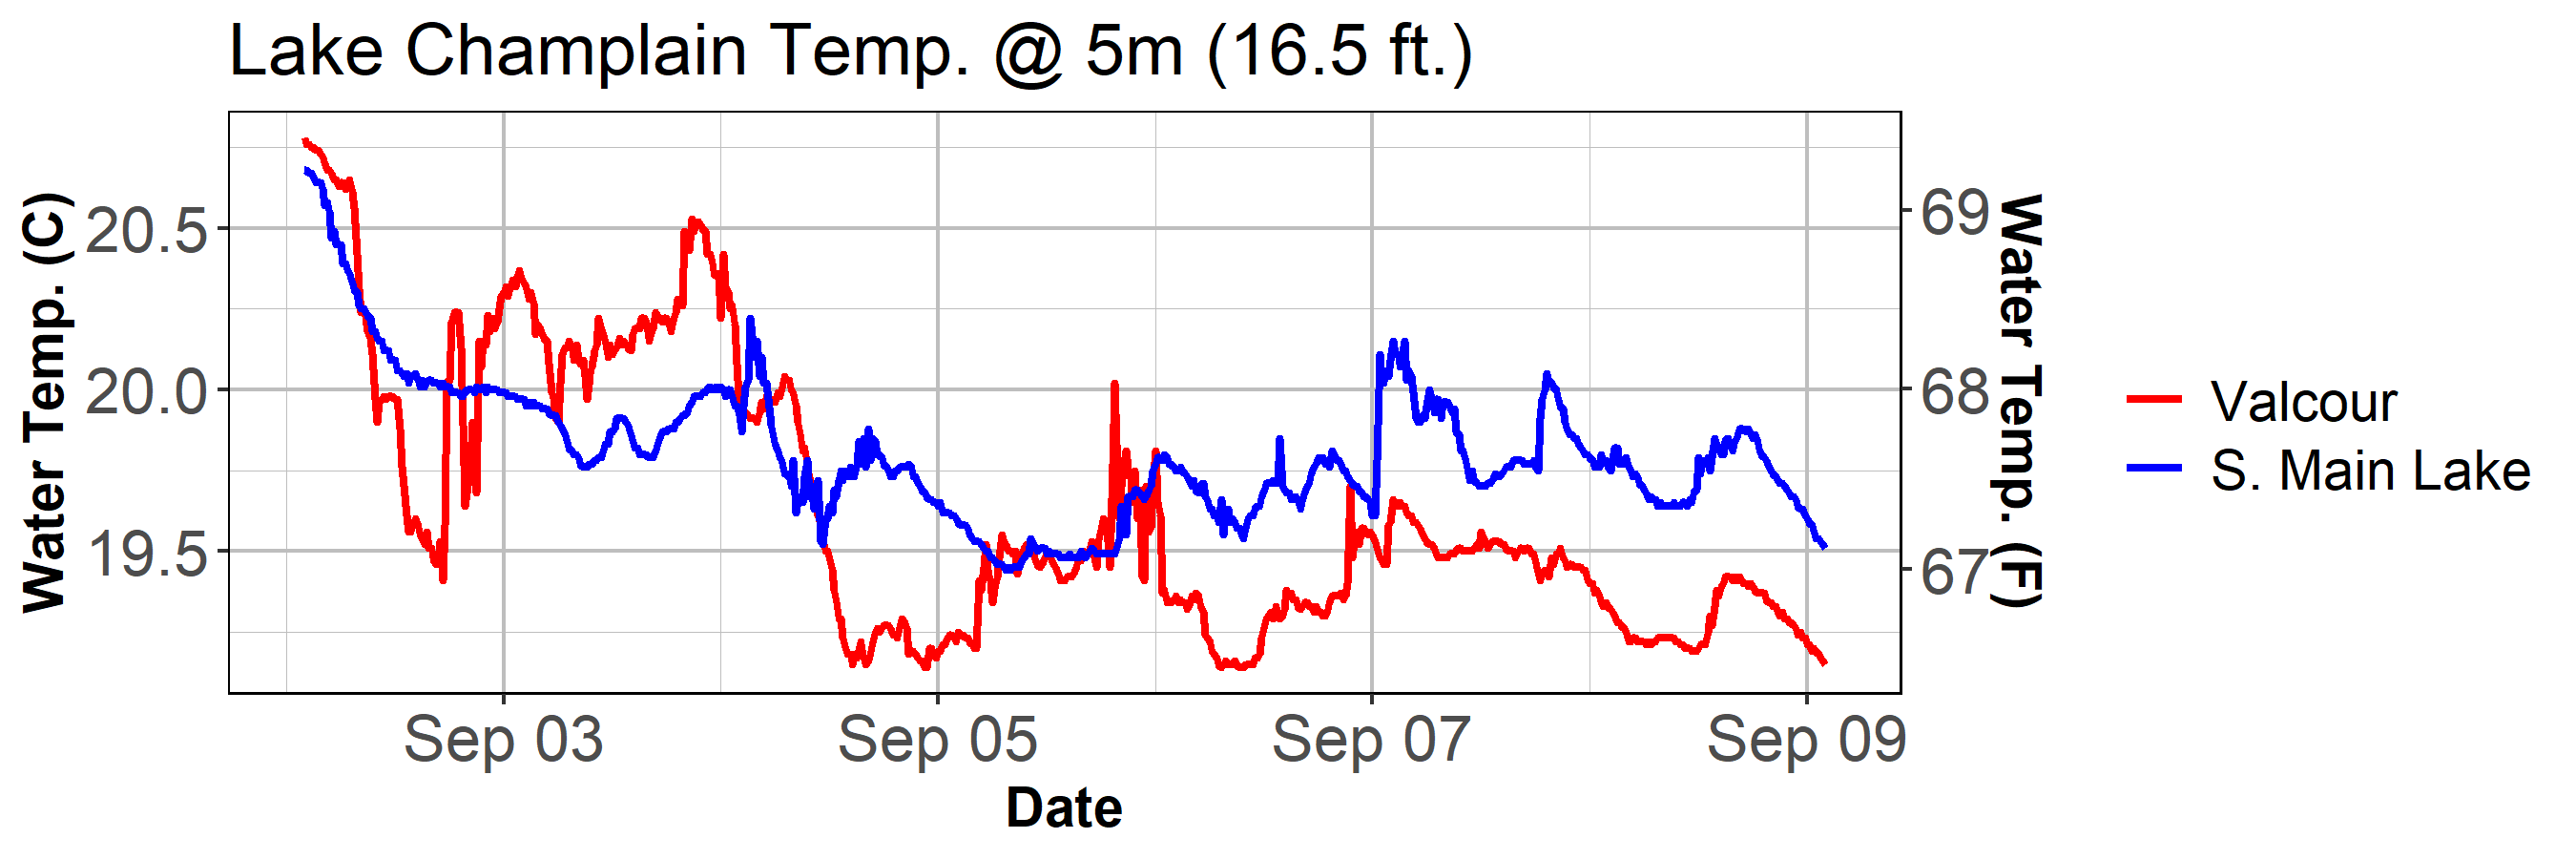 Lake Champlain Temp. @ 5m (16.5 ft.)
Water Temp. (C)
20.5
20.0
19.5
69
68
67
Water Temp. (F)
Sep 03 Sep 05 Sep 07 Sep 09
Date
Valcour
S. Main Lake